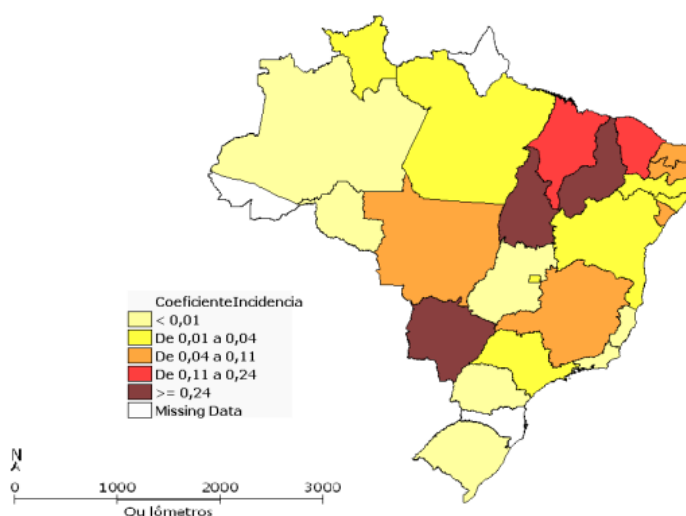 CoeficienteIncidencia
< 0,01
De 0,01 a 0,04
De 0,04 a 0,11
De 0,11 a 0,24
>= 0,24
Missing Data
N
0 1000 2000 3000
Qu lômetros